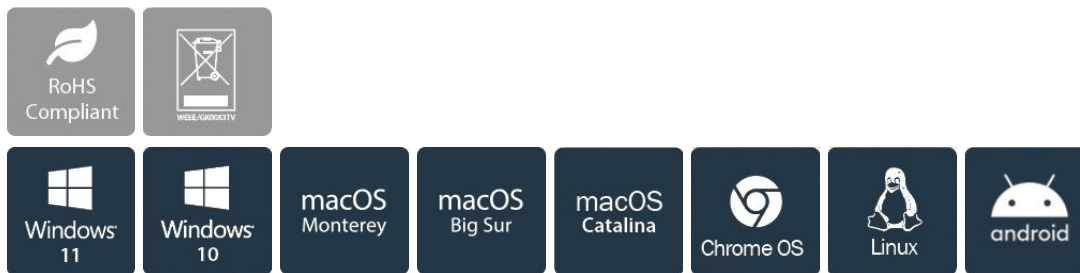 RoHS
Compliant
WEEE/GK0063TV
Windows
11
Windows
10
macOS
Monterey
macOS
Big Sur
macOS
Catalina
Chrome OS
Linux
android